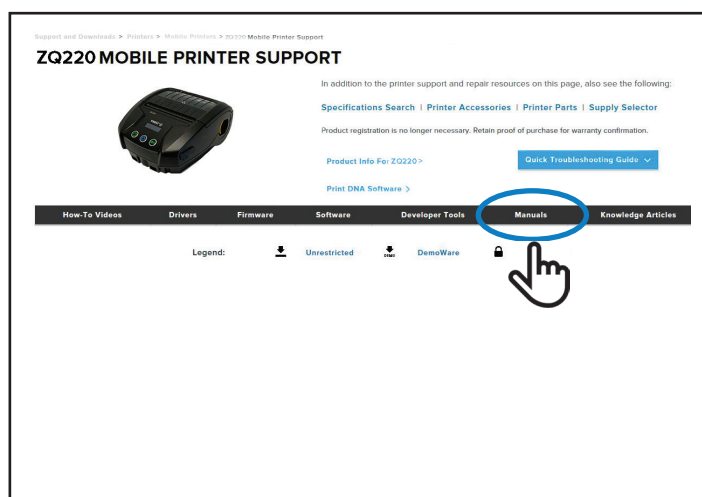 Support and Downloads > Printers > Mobile Printers > ZQ220 Mobile Printer Support
ZQ220 MOBILE PRINTER SUPPORT
In addition to the printer support and repair resources on this page, also see the following:
Specifications Search | Printer Accessories | Printer Parts | Supply Selector
Product registration is no longer necessary. Retain proof of purchase for warranty confirmation.
Product Info For ZQ220 >
Quick Troubleshooting Guide
Print DNA Software >
How-To Videos Drivers Firmware Software Developer Tools Manuals Knowledge Articles
Legend: Unrestricted DEMO DemoWare